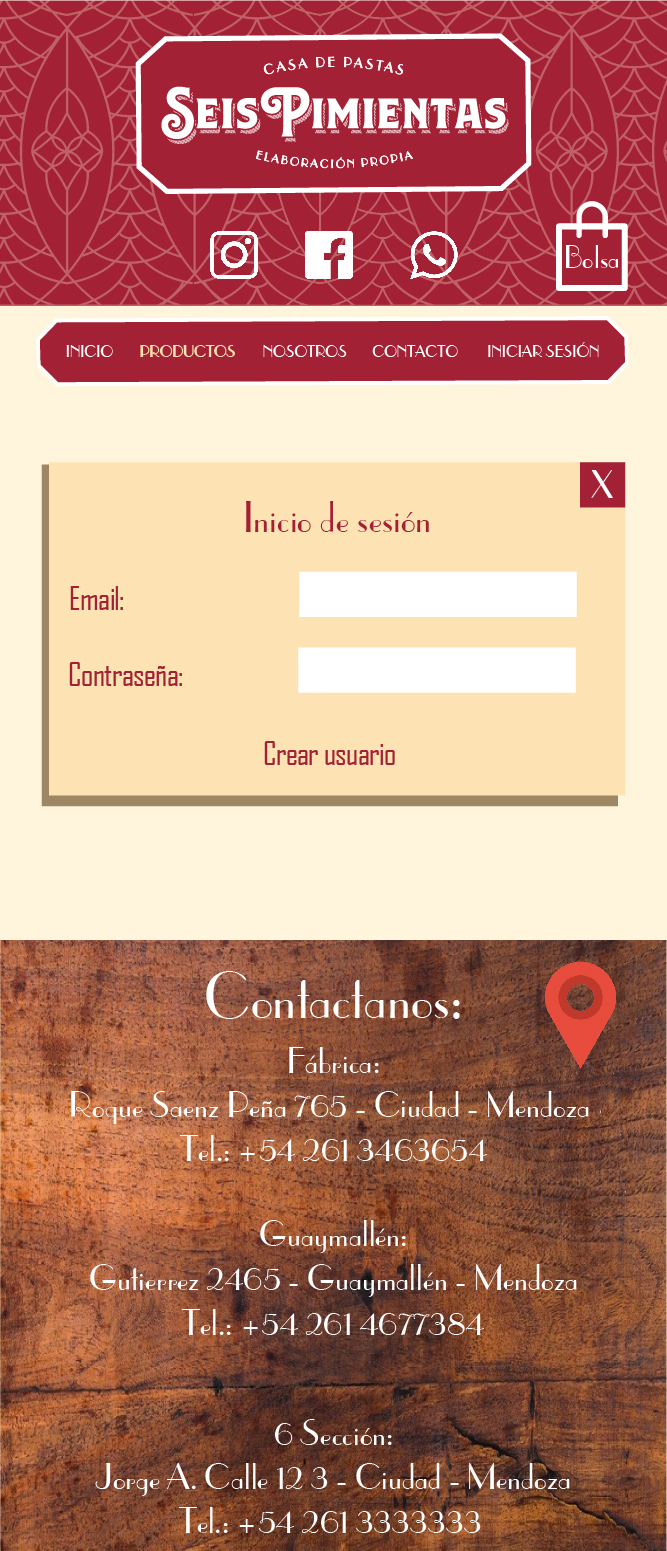 CASA DE PASTAS
SEIS PIMIENTAS
ELABORACIÓN PROPIA
Bolsa
INICIO PRODUCTOS NOSOTROS CONTACTO INICIAR SESIÓN
X
Inicio de sesión
Email:
Contraseña:
Crear usuario
Contactanos:
Fábrica:
Roque Saenz Peña 765 - Ciudad - Mendoza
Tel.: +54 261 3463654
Guaymallén:
Gutierrez 2465 - Guaymallén - Mendoza
Tel.: +54 261 4677384
6 Sección:
Jorge A. Calle 12 3 - Ciudad - Mendoza
Tel.: +54 261 3333333